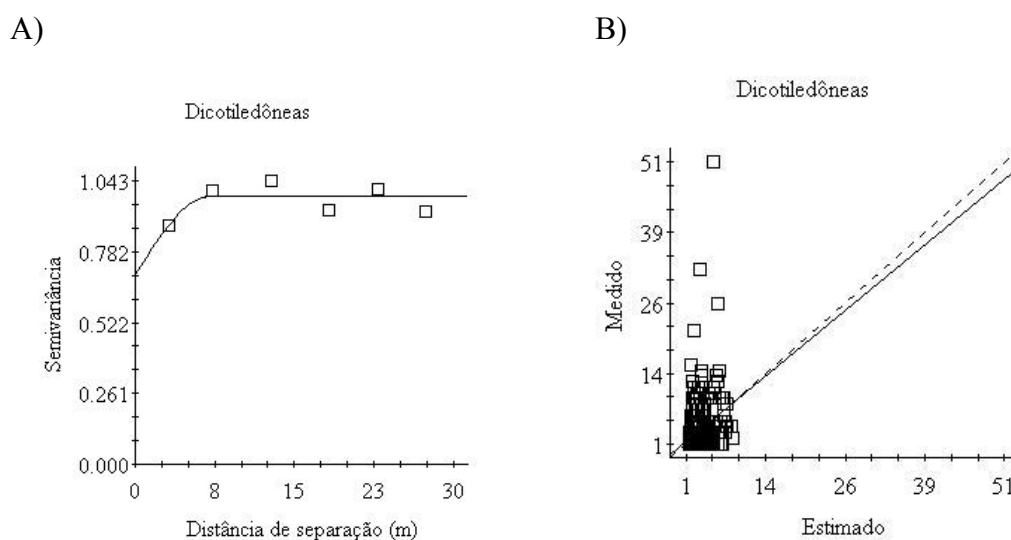 A)
B)
Dicotiledôneas
Semivariância
1.043
0.782
0.522
0.261
0.000
0 8 15 23 30
Distância de separação (m)
Dicotiledôneas
Medido
51
39
26
14
1
1 14 26 39 51
Estimado